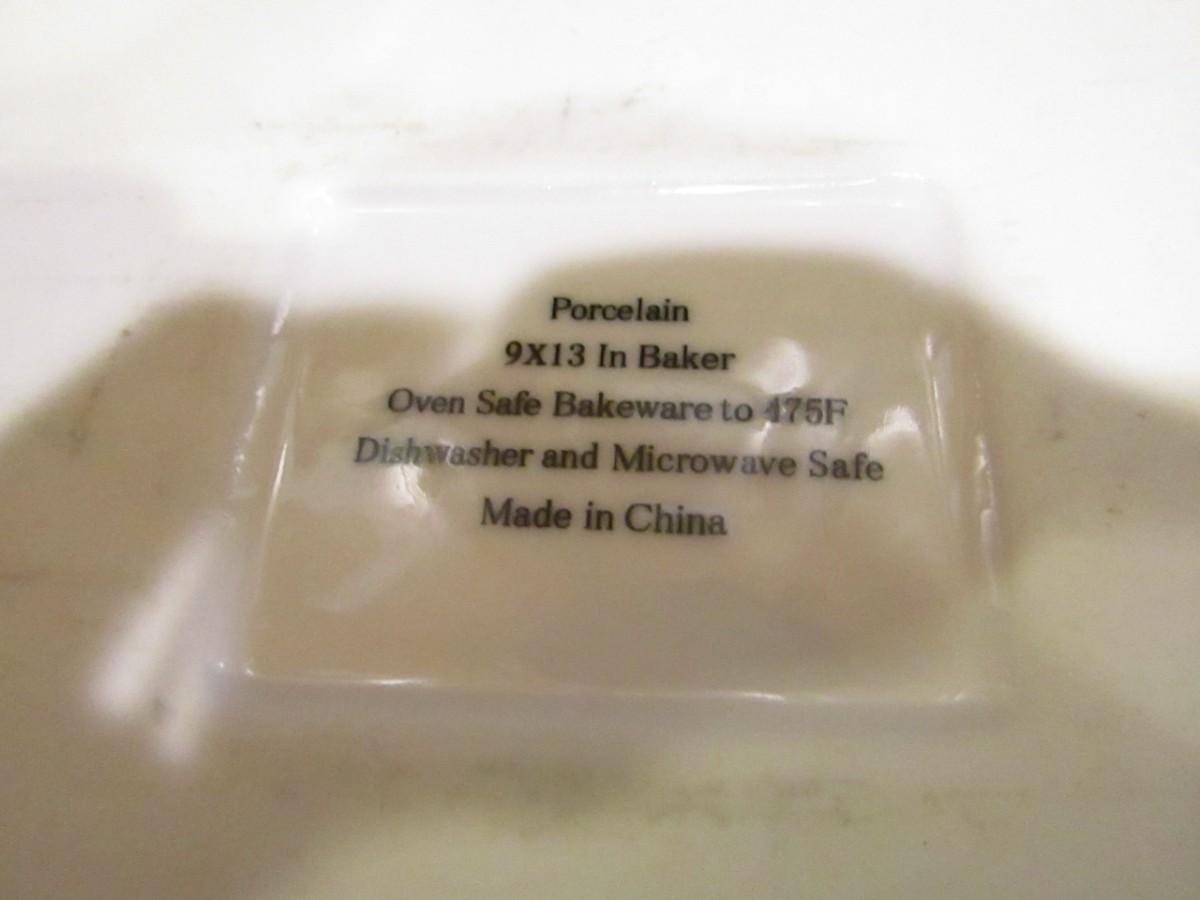 Porcelain
9X13 In Baker
Oven Safe Bakeware to 475F
Dishwasher and Microwave Safe
Made in China